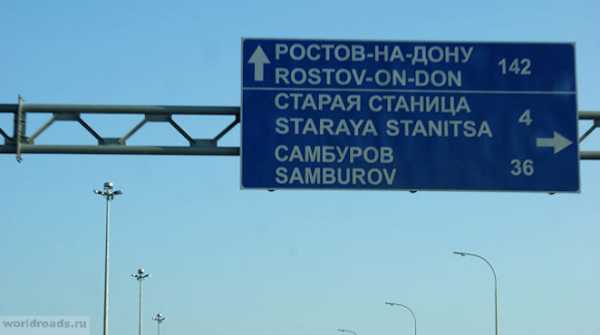 РОСТОВ-НА-ДОНУ 142
ROSTOV-ON-DON
СТАРАЯ СТАНИЦА 4
STARAYA STANITSA
САМБУРОВ 36
SAMBUROV
worldroads.ru